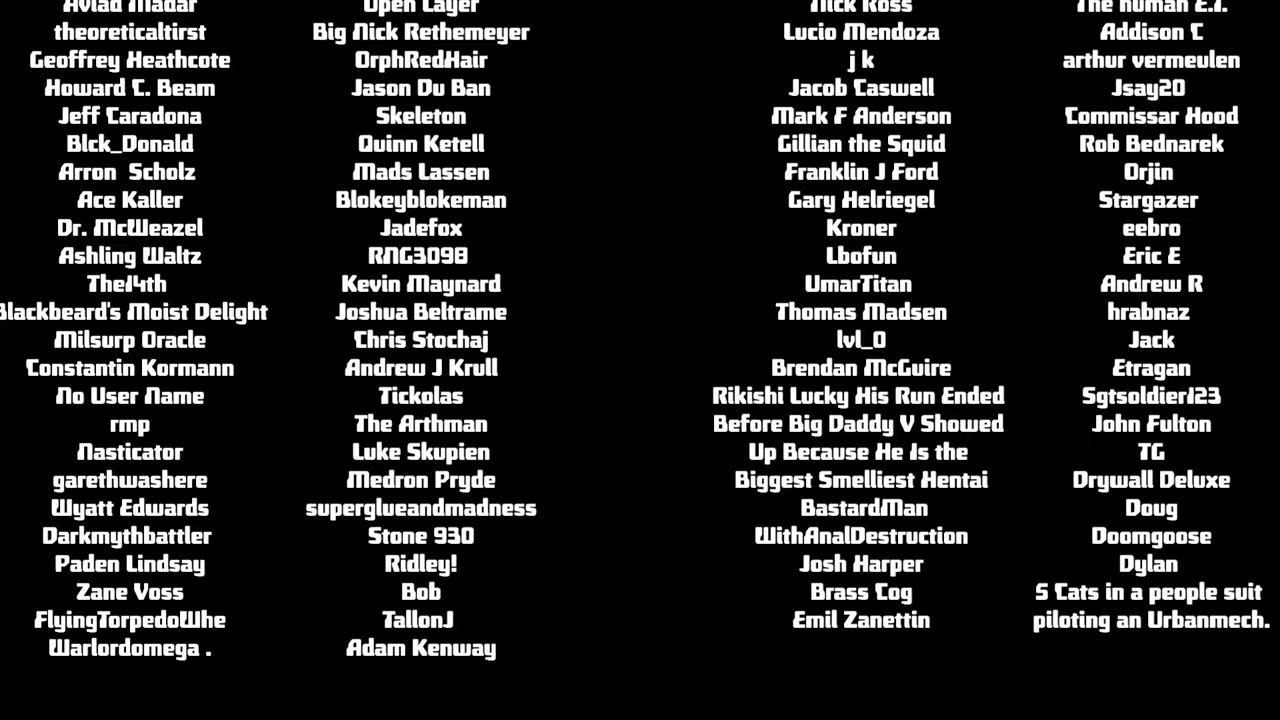 Avlad Madar
theoreticaltirst
Geoffrey Heathcote
Howard C. Beam
Jeff Caradona
Blck_Donald
Arron  Scholz
Ace Kaller
Dr. McWeazel
Ashling Waltz
The14th
Blackbeard's Moist Delight
Milsurp Oracle
Constantin Kormann
No User Name
rmp
Nasticator
garethwashere
Wyatt Edwards
Darkmythbattler
Paden Lindsay
Zane Voss
FlyingTorpedoWhe
Warlordomega .
Open Layer
Big Nick Rethemeyer
OrphRedHair
Jason Du Ban
Skeleton
Quinn Ketell
Mads Lassen
Blokeyblokeman
Jadefox
RNG3098
Kevin Maynard
Joshua Beltrame
Chris Stochaj
Andrew J Krull
Tickolas
The Arthman
Luke Skupien
Medron Pryde
superglueandmadness
Stone 930
Ridley!
Bob
TallonJ
Adam Kenway
Nick Ross
Lucio Mendoza
j k
Jacob Caswell
Mark F Anderson
Gillian the Squid
Franklin J Ford
Gary Helriegel
Kroner
Lbofun
UmarTitan
Thomas Madsen
lvl_0
Brendan McGuire
Rikishi Lucky His Run Ended
Before Big Daddy V Showed
Up Because He Is the
Biggest Smelliest Hentai
BastardMan
WithAnalDestruction
Josh Harper
Brass Cog
Emil Zanettin
The human E.T.
Addison C
arthur vermeulen
Jsay20
Commissar Hood
Rob Bednarek
Orjin
Stargazer
eebro
Eric E
Andrew R
hrabnaz
Jack
Etragan
Sgtsoldier123
John Fulton
TG
Drywall Deluxe
Doug
Doomgoose
Dylan
5 Cats in a people suit
piloting an Urbanmech.